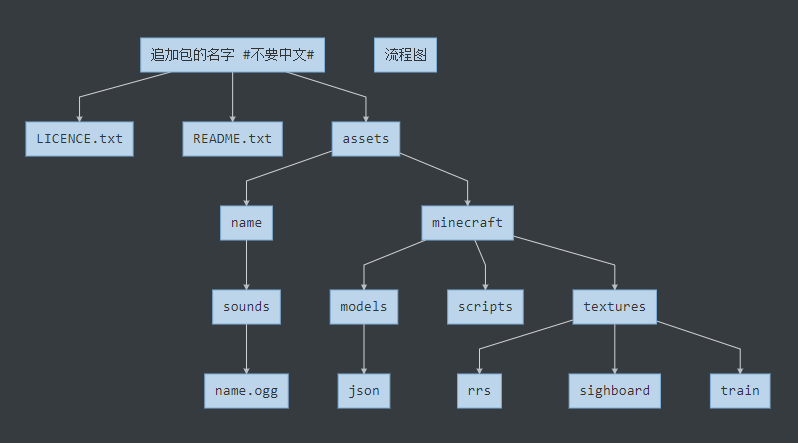 追加包的名字 #不要中文#
流程图
LICENCE.txt
README.txt
assets
name
minecraft
sounds
models
scripts
textures
name.ogg
json
rrs
sighboard
train